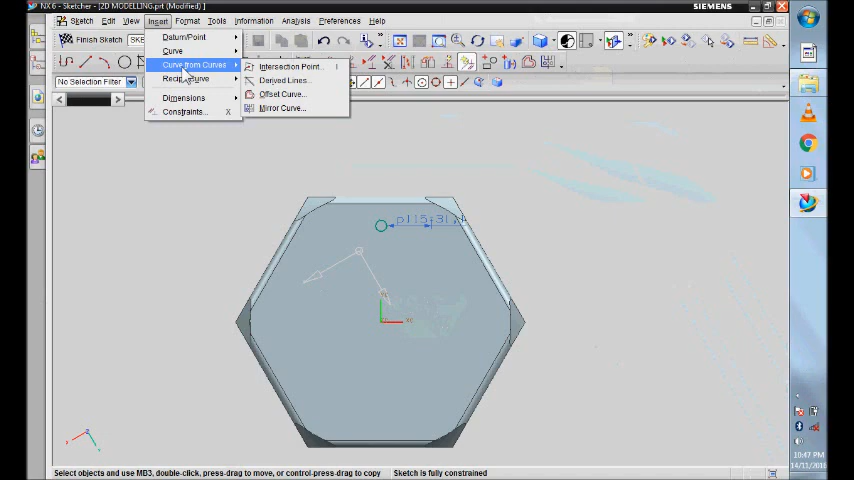 NX 6 - Sketcher - [2D MODELLING.prt (Modified) ]
SIEMENS
Sketch Edit View Insert Format Tools Information Analysis Preferences Help
Finish Sketch
Datum/Point
Curve
Curve from Curves
Intersection Point... I
Derived Lines...
Offset Curve...
Mirror Curve...
Dimensions
Constraints... X
No Selection Filter
XC
Select objects and use MB3, double-click, press-drag to move, or control-press-drag to copy
Sketch is fully constrained
10:47 PM